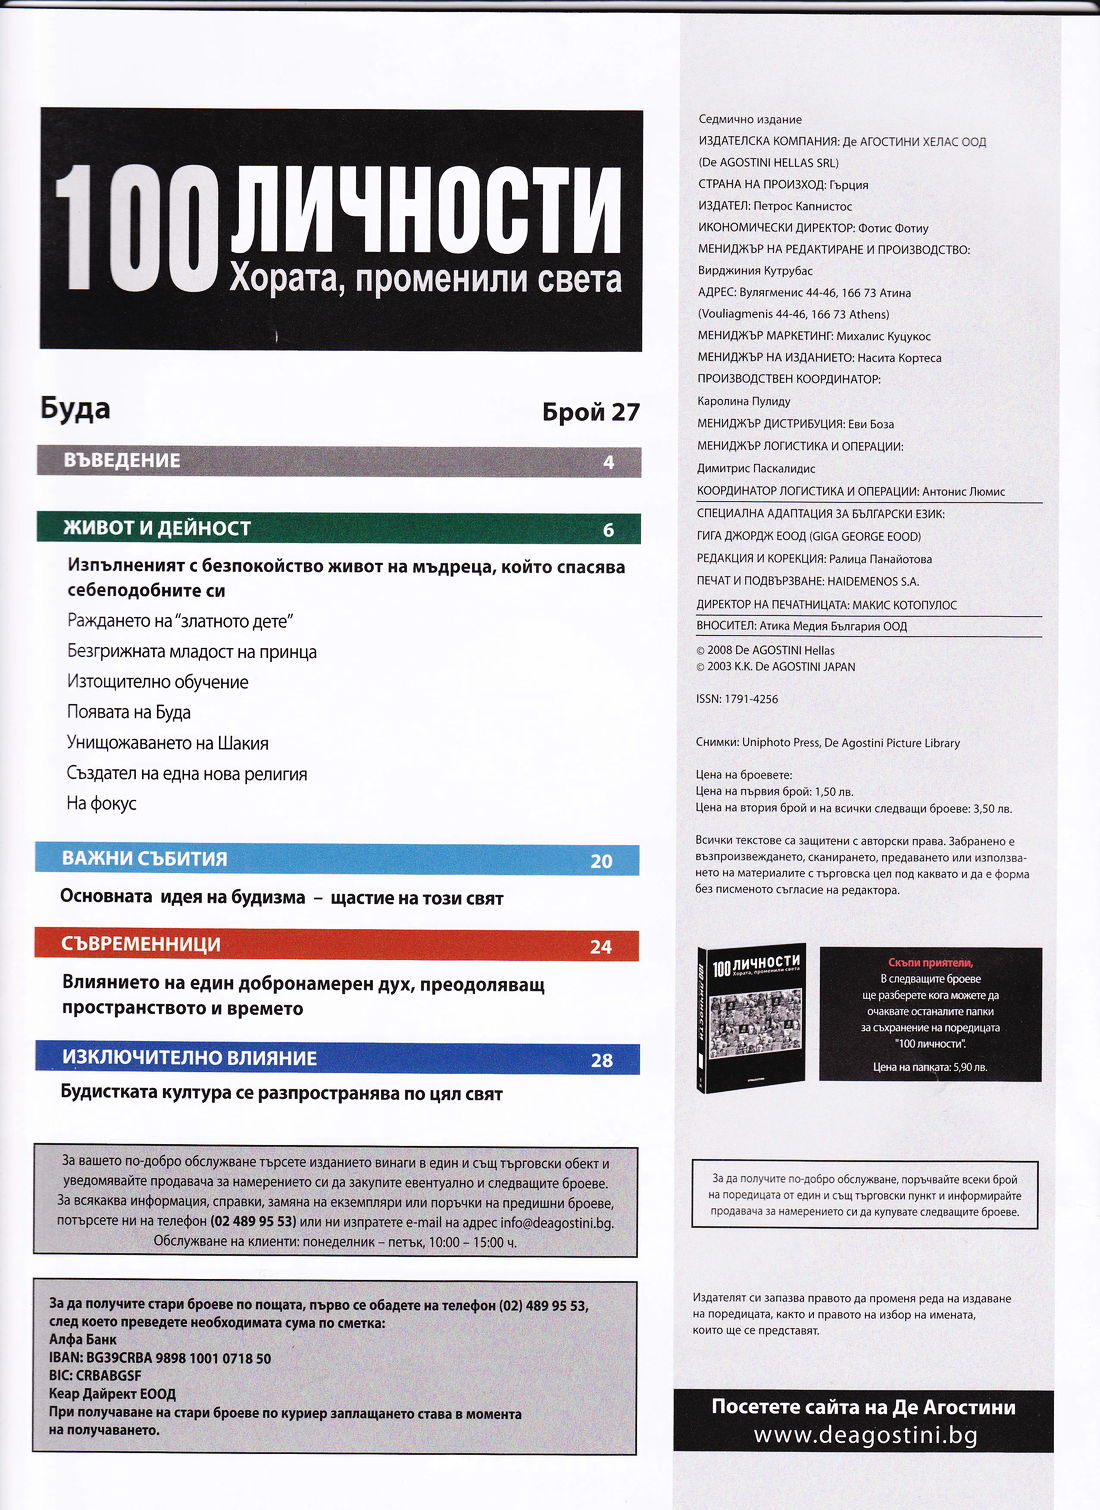 100 ЛИЧНОСТИ
Хората, променили света
Буда
Брой 27
ВЪВЕДЕНИЕ 4
ЖИВОТ И ДЕЙНОСТ 6
Изпълненият с безпокойство живот на мъдреца, който спасява
себеподобните си
Раждането на "златното дете"
Безгрижната младост на принца
Изтощително обучение
Появата на Буда
Унищожаването на Шакия
Създател на една нова религия
На фокус
ВАЖНИ СЪБИТИЯ 20
Основната идея на будизма – щастие на този свят
СЪВРЕМЕННИЦИ 24
Влиянието на един добронамерен дух, преодоляващ
пространството и времето
ИЗКЛЮЧИТЕЛНО ВЛИЯНИЕ 28
Будистката култура се разпространява по цял свят
За вашето по-добро обслужване търсете изданието винаги в един и същ търговски обект и
уведомявайте продавача за намерението си да закупите евентуално и следващите броеве.
За всякаква информация, справки, замяна на екземпляри или поръчки на предишни броеве,
потърсете ни на телефон (02 489 95 53) или ни изпратете e-mail на адрес info@deagostini.bg.
Обслужване на клиенти: понеделник – петък, 10:00 – 15:00 ч.
За да получите стари броеве по пощата, първо се обадете на телефон (02) 489 95 53,
след което преведете необходимата сума по сметка:
Алфа Банк
IBAN: BG39CRBA 9898 1001 0718 50
BIC: CRBABGSF
Кеар Дайрект ЕООД
При получаване на стари броеве по куриер заплащането става в момента
на получаването.
Седмично издание
ИЗДАТЕЛСКА КОМПАНИЯ: Де АГОСТИНИ ХЕЛАС ООД
(De AGOSTINI HELLAS SRL)
СТРАНА НА ПРОИЗХОД: Гърция
ИЗДАТЕЛ: Петрос Капнистос
ИКОНОМИЧЕСКИ ДИРЕКТОР: Фотис Фотиу
МЕНИДЖЪР НА РЕДАКТИРАНЕ И ПРОИЗВОДСТВО:
Вирджиния Кутрубас
АДРЕС: Вулягменис 44-46, 166 73 Атина
(Vouliagmenis 44-46, 166 73 Athens)
МЕНИДЖЪР МАРКЕТИНГ: Михалис Куцукос
МЕНИДЖЪР НА ИЗДАНИЕТО: Насита Кортеса
ПРОИЗВОДСТВЕН КООРДИНАТОР:
Каролина Пулиду
МЕНИДЖЪР ДИСТРИБУЦИЯ: Еви Боза
МЕНИДЖЪР ЛОГИСТИКА И ОПЕРАЦИИ:
Димитрис Паскалидис
КООРДИНАТОР ЛОГИСТИКА И ОПЕРАЦИИ: Антонис Люмис
СПЕЦИАЛНА АДАПТАЦИЯ ЗА БЪЛГАРСКИ ЕЗИК:
ГИГА ДЖОРДЖ ЕООД (GIGA GEORGE EOOD)
РЕДАКЦИЯ И КОРЕКЦИЯ: Ралица Панайотова
ПЕЧАТ И ПОДВЪРЗВАНЕ: HAIDEMENOS S.A.
ДИРЕКТОР НА ПЕЧАТНИЦАТА: МАКИС КОТОПУЛОС
ВНОСИТЕЛ: Атика Медия България ООД
© 2008 De AGOSTINI Hellas
© 2003 K.K. De AGOSTINI JAPAN
ISSN: 1791-4256
Снимки: Uniphoto Press, De Agostini Picture Library
Цена на броевете:
Цена на първия брой: 1,50 лв.
Цена на втория брой и на всички следващи броеве: 3,50 лв.
Всички текстове са защитени с авторски права. Забранено е
възпроизвеждането, сканирането, предаването или използва-
нето на материалите с търговска цел под каквато и да е форма
без писменото съгласие на редактора.
100 ЛИЧНОСТИ
Хората, променили света
100 ЛИЧНОСТИ
DeAGOSTINI
Скъпи приятели,
В следващите броеве
ще разберете кога можете да
очаквате останалите папки
за съхранение на поредицата
"100 личности".
Цена на папката: 5,90 лв.
За да получите по-добро обслужване, поръчвайте всеки брой
на поредицата от един и същ търговски пункт и информирайте
продавача за намерението си да купувате следващите броеве.
Издателят си запазва правото да променя реда на издаване
на поредицата, както и правото на избор на имената,
които ще се представят.
Посетете сайта на Де Агостини
www.deagostini.bg